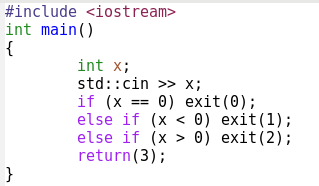 #include <iostream>
int main()
{
        int x;
        std::cin >> x;
        if (x == 0) exit(0);
        else if (x < 0) exit(1);
        else if (x > 0) exit(2);
        return(3);
}